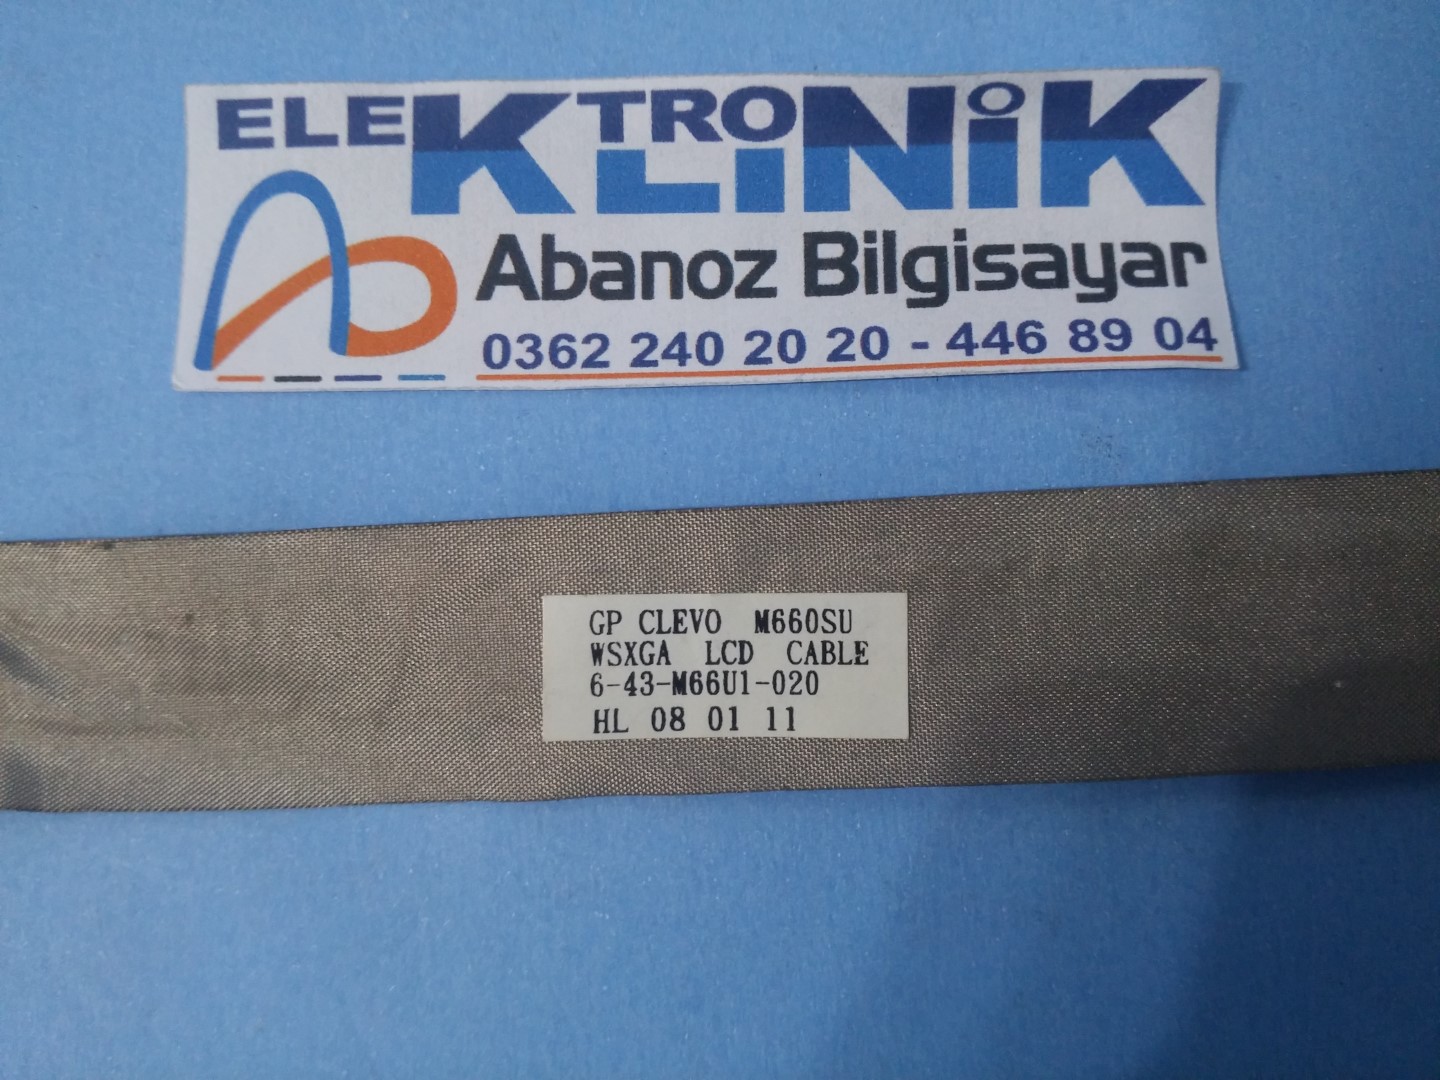 ELEKTRONİK
KLİNİK
Abanoz Bilgisayar
0362 240 20 20 - 446 89 04
GP CLEVO M660SU
WSXGA LCD CABLE
6-43-M66U1-020
HL 08 01 11